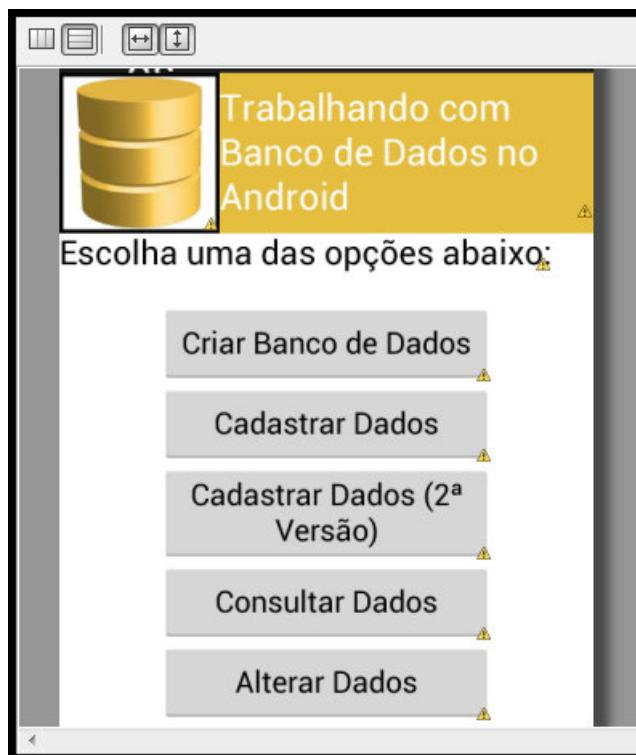 Trabalhando com
Banco de Dados no
Android
Escolha uma das opções abaixo:
Criar Banco de Dados
Cadastrar Dados
Cadastrar Dados (2ª
Versão)
Consultar Dados
Alterar Dados